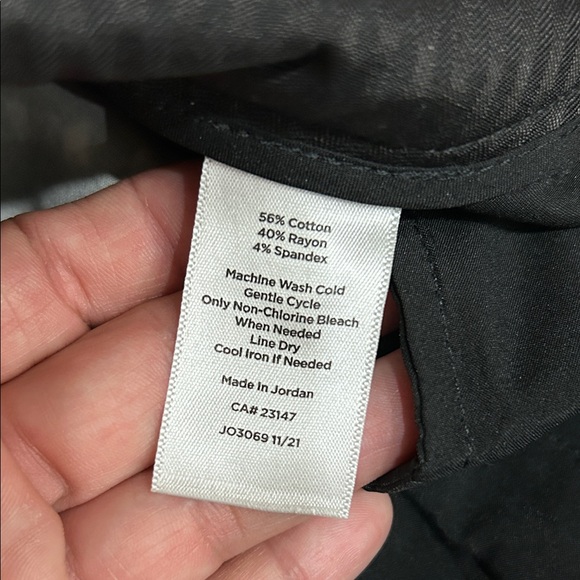 56% Cotton
40% Rayon
4% Spandex
Machine Wash Cold
Gentle Cycle
Only Non-Chlorine Bleach
When Needed
Line Dry
Cool Iron If Needed
Made In Jordan
CA# 23147
JO3069 11/21